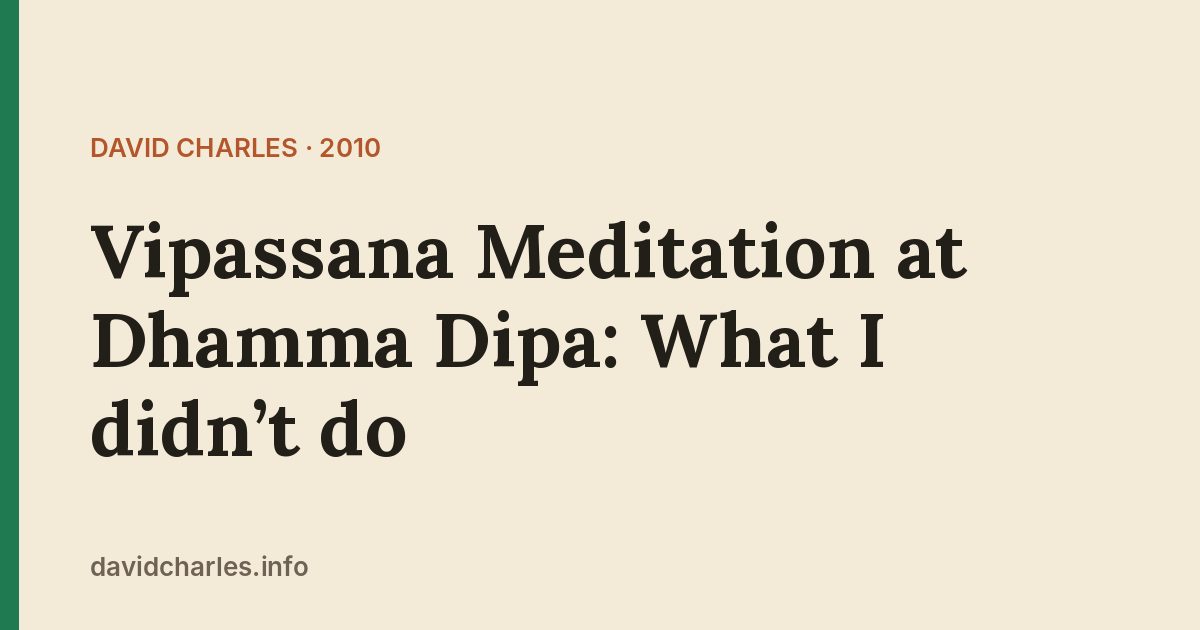 DAVID CHARLES · 2010
Vipassana Meditation at
Dhamma Dipa: What I
didn’t do
davidcharles.info